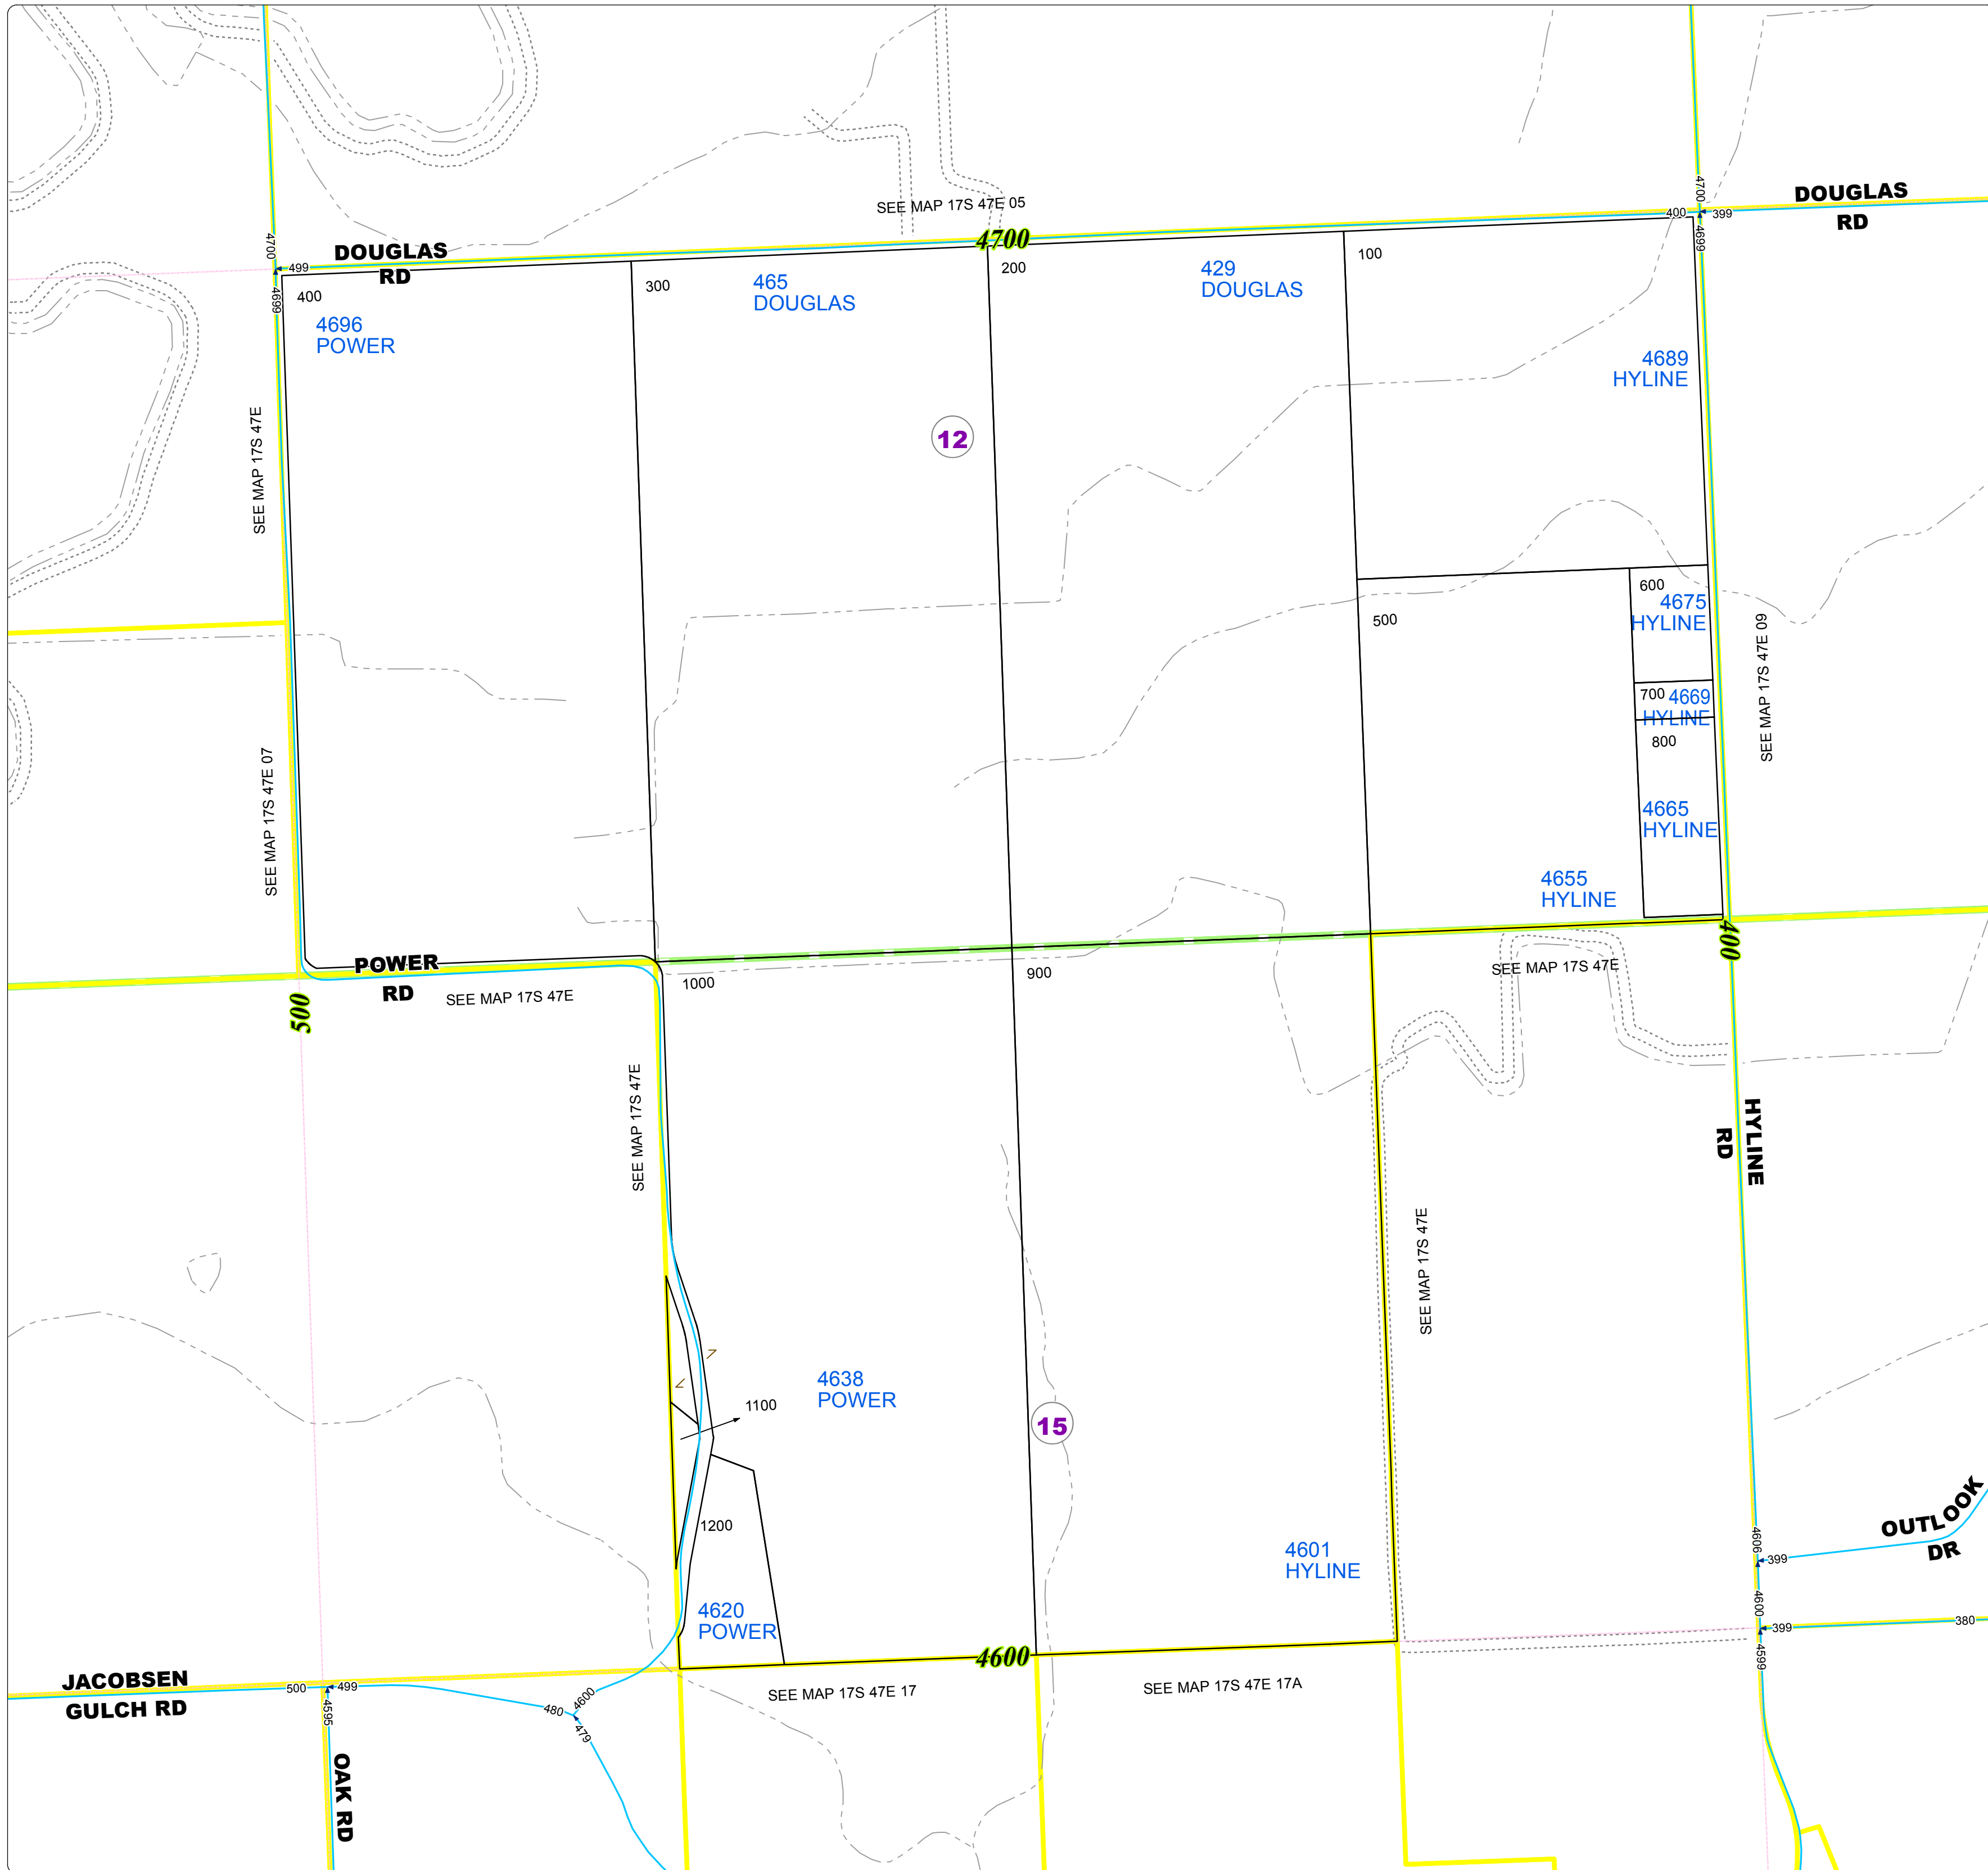 SEE MAP 17S 47E 05
4700
DOUGLAS
RD
4700
400
399
4699
DOUGLAS
RD
4700
499
4699
400
4696
POWER
300
465
DOUGLAS
200
429
DOUGLAS
100
4689
HYLINE
SEE MAP 17S 47E
12
500
600
4675
HYLINE
700
4669
HYLINE
800
4665
HYLINE
SEE MAP 17S 47E 09
SEE MAP 17S 47E 07
4655
HYLINE
400
POWER
RD
SEE MAP 17S 47E
500
1000
900
SEE MAP 17S 47E
SEE MAP 17S 47E
HYLINE
RD
SEE MAP 17S 47E
7
7
1100
4638
POWER
15
1200
4601
HYLINE
4620
POWER
4600
OUTLOOK
DR
4606
399
4600
399
380
4599
SEE MAP 17S 47E 17
SEE MAP 17S 47E 17A
JACOBSEN
GULCH RD
500
499
4595
480
4600
479
OAK RD